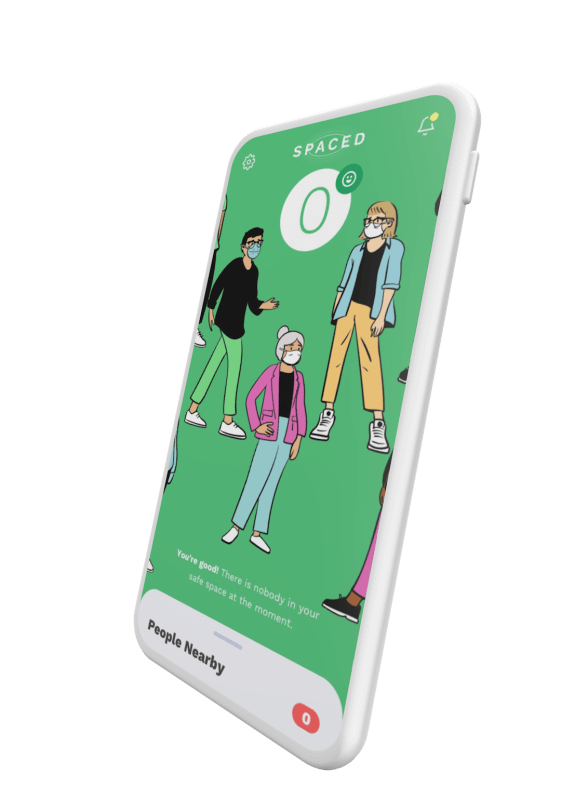 SPACED
0
You're good! There is nobody in your
safe space at the moment.
People Nearby
0